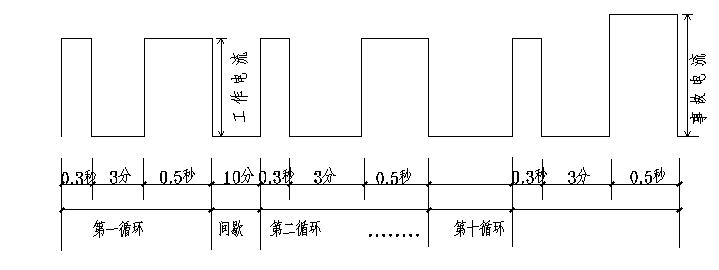 工作电流
事故电流
0.3秒 3分 0.5秒 10分 0.3秒 3分 0.5秒 0.3秒 3分 0.5秒
第一循环 间歇 第二循环 ........ 第十循环